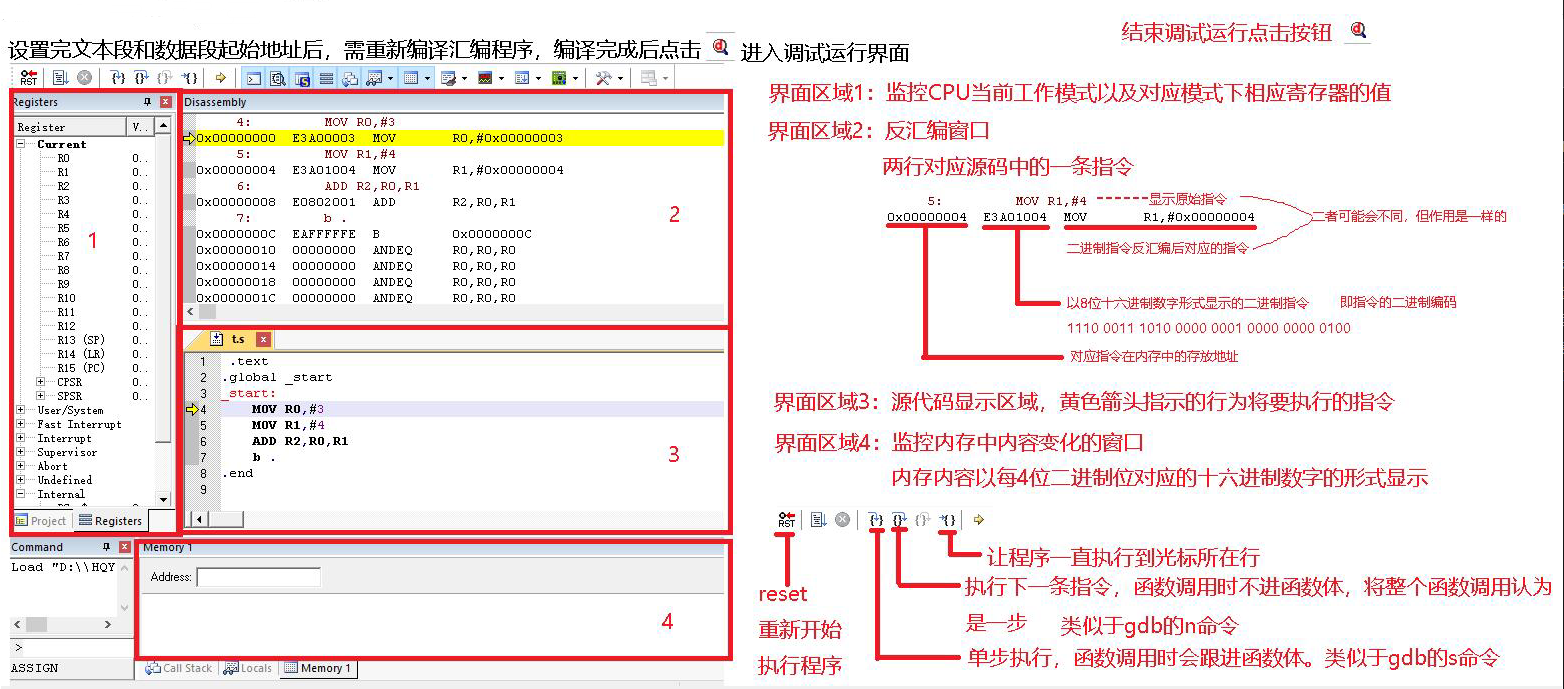 设置完文本段和数据段起始地址后，需重新编译汇编程序，编译完成后点击 进入调试运行界面
结束调试运行点击按钮
RST
Registers
Register V..
Current
R0 0..
R1 0..
R2 0..
R3 0..
R4 0..
R5 0..
R6 0..
R7 0..
R8 0..
R9 0..
R10 0..
R11 0..
R12 0..
R13 (SP) 0..
R14 (LR) 0..
R15 (PC) 0..
CPSR 0..
SPSR 0..
User/System
Fast Interrupt
Interrupt
Supervisor
Abort
Undefined
Internal
1
Project Registers
Disassembly
4: MOV R0,#3
0x00000000 E3A00003 MOV R0,#0x00000003
5: MOV R1,#4
0x00000004 E3A01004 MOV R1,#0x00000004
6: ADD R2,R0,R1
0x00000008 E0802001 ADD R2,R0,R1
7: b .
0x0000000C EAFFFFFE B 0x0000000C
0x00000010 00000000 ANDEQ R0,R0,R0
0x00000014 00000000 ANDEQ R0,R0,R0
0x00000018 00000000 ANDEQ R0,R0,R0
0x0000001C 00000000 ANDEQ R0,R0,R0
2
t.s
1 .text
2 .global _start
3 _start:
4 MOV R0,#3
5 MOV R1,#4
6 ADD R2,R0,R1
7 b .
8 .end
9
3
Command
Load "D:\\HQY
>
ASSIGN
Memory 1
Address:
4
Call Stack Locals Memory 1
界面区域1：监控CPU当前工作模式以及对应模式下相应寄存器的值
界面区域2：反汇编窗口
两行对应源码中的一条指令
5: MOV R1,#4 -------显示原始指令
0x00000004 E3A01004 MOV R1,#0x00000004
二者可能会不同，但作用是一样的
二进制指令反汇编后对应的指令
以8位十六进制数字形式显示的二进制指令 即指令的二进制编码
1110 0011 1010 0000 0001 0000 0000 0100
对应指令在内存中的存放地址
界面区域3：源代码显示区域，黄色箭头指示的行为将要执行的指令
界面区域4：监控内存中内容变化的窗口
内存内容以每4位二进制位对应的十六进制数字的形式显示
RST
让程序一直执行到光标所在行
执行下一条指令，函数调用时不进函数体，将整个函数调用认为
是一步 类似于gdb的n命令
单步执行，函数调用时会跟进函数体。类似于gdb的s命令
reset
重新开始
执行程序